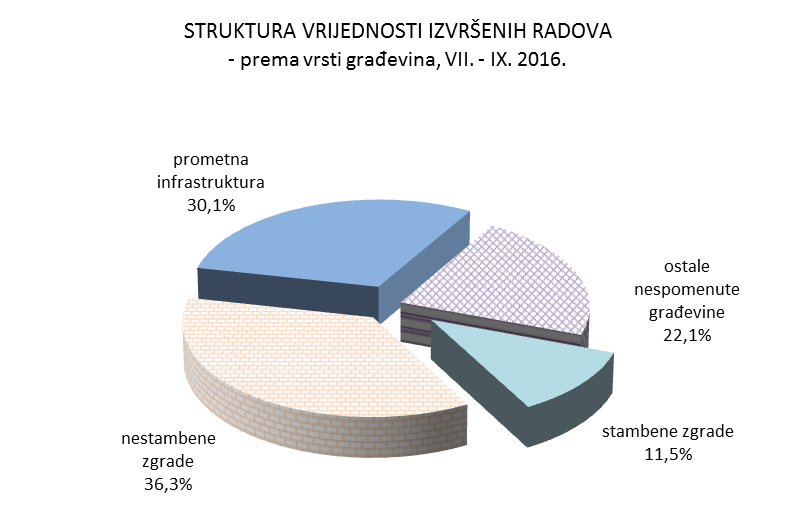 STRUKTURA VRIJEDNOSTI IZVRŠENIH RADOVA
- prema vrsti građevina, VII. - IX. 2016.
prometna
infrastruktura
30,1%
ostale
nespomenute
građevine
22,1%
stambene zgrade
11,5%
nestambene
zgrade
36,3%